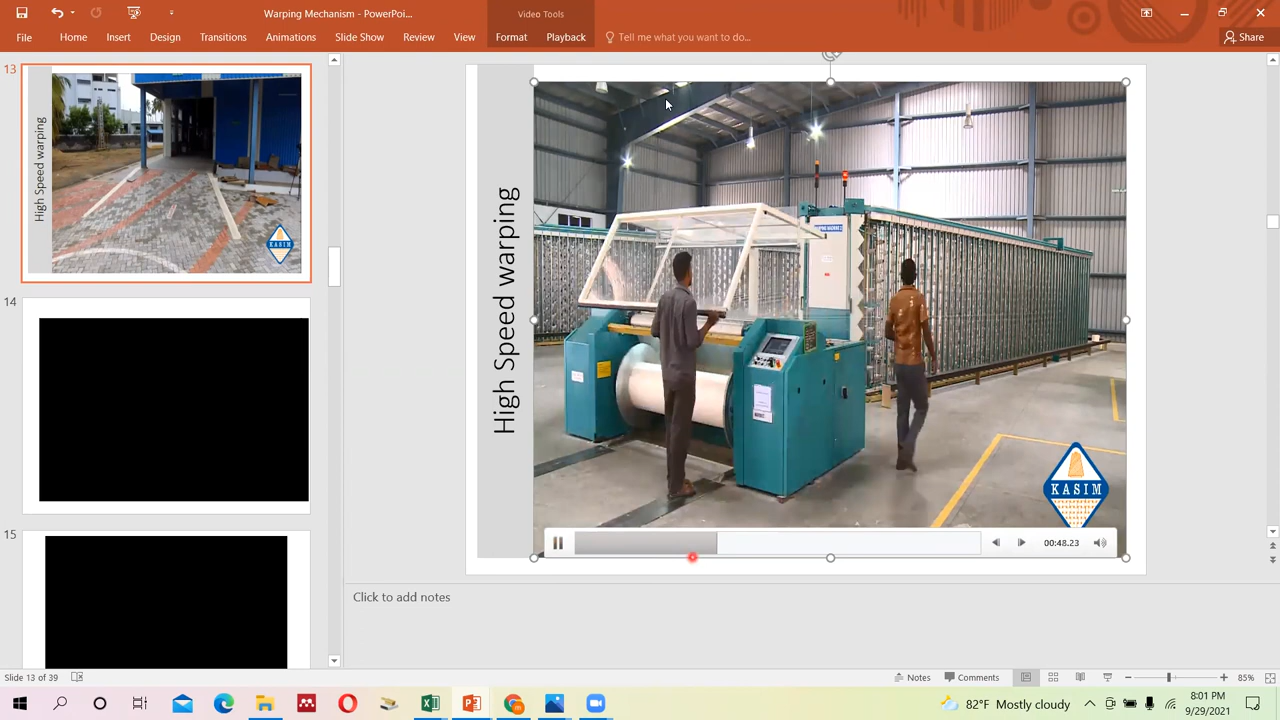 Warping Mechanism - PowerPoi...
Video Tools
File
Home
Insert
Design
Transitions
Animations
Slide Show
Review
View
Format
Playback
Tell me what you want to do...
Share
13
High Speed warping
KASIM
14
15
High Speed warping
KASIM
00:48.23
Click to add notes
Slide 13 of 39
Notes
Comments
85%
82°F Mostly cloudy
8:01 PM
9/29/2021